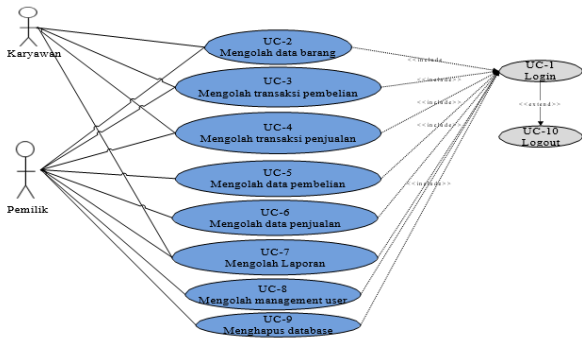 Karyawan
Pemilik
UC-2
Mengolah data barang
UC-3
Mengolah transaksi pembelian
UC-4
Mengolah transaksi penjualan
UC-5
Mengolah data pembelian
UC-6
Mengolah data penjualan
UC-7
Mengolah Laporan
UC-8
Mengolah management user
UC-9
Menghapus database
<<include
<<include>>
<<include>>
<<include>>
<<include>>
UC-1
Login
<<extend>>
UC-10
Logout